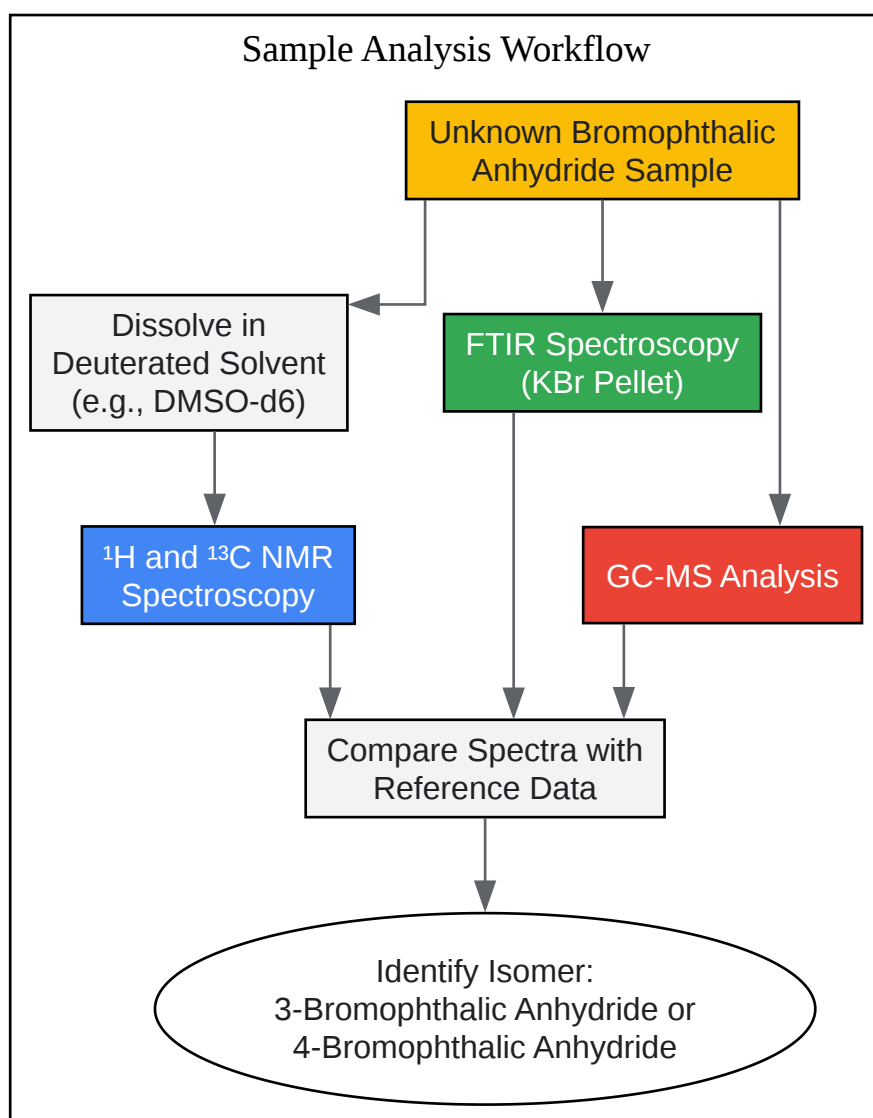 Sample Analysis Workflow
Unknown Bromophthalic
Anhydride Sample
Dissolve in
Deuterated Solvent
(e.g., DMSO-d6)
FTIR Spectroscopy
(KBr Pellet)
¹H and ¹³C NMR
Spectroscopy
GC-MS Analysis
Compare Spectra with
Reference Data
Identify Isomer:
3-Bromophthalic Anhydride or
4-Bromophthalic Anhydride